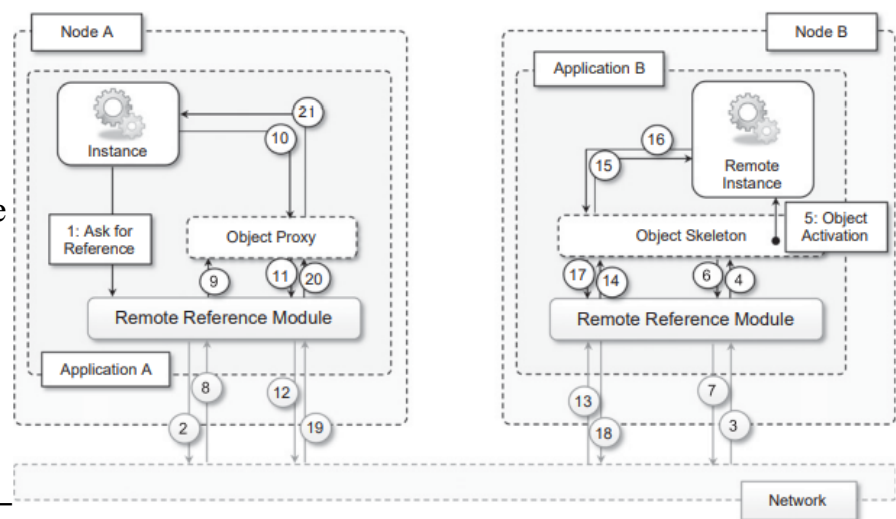 Node A
Node B
Application B
Instance
21
10
16
15
Remote
Instance
e
1: Ask for
Reference
Object Proxy
Object Skeleton
5: Object
Activation
9
11
20
17
14
6
4
Remote Reference Module
Remote Reference Module
Application A
8
12
2
19
13
18
7
3
Network